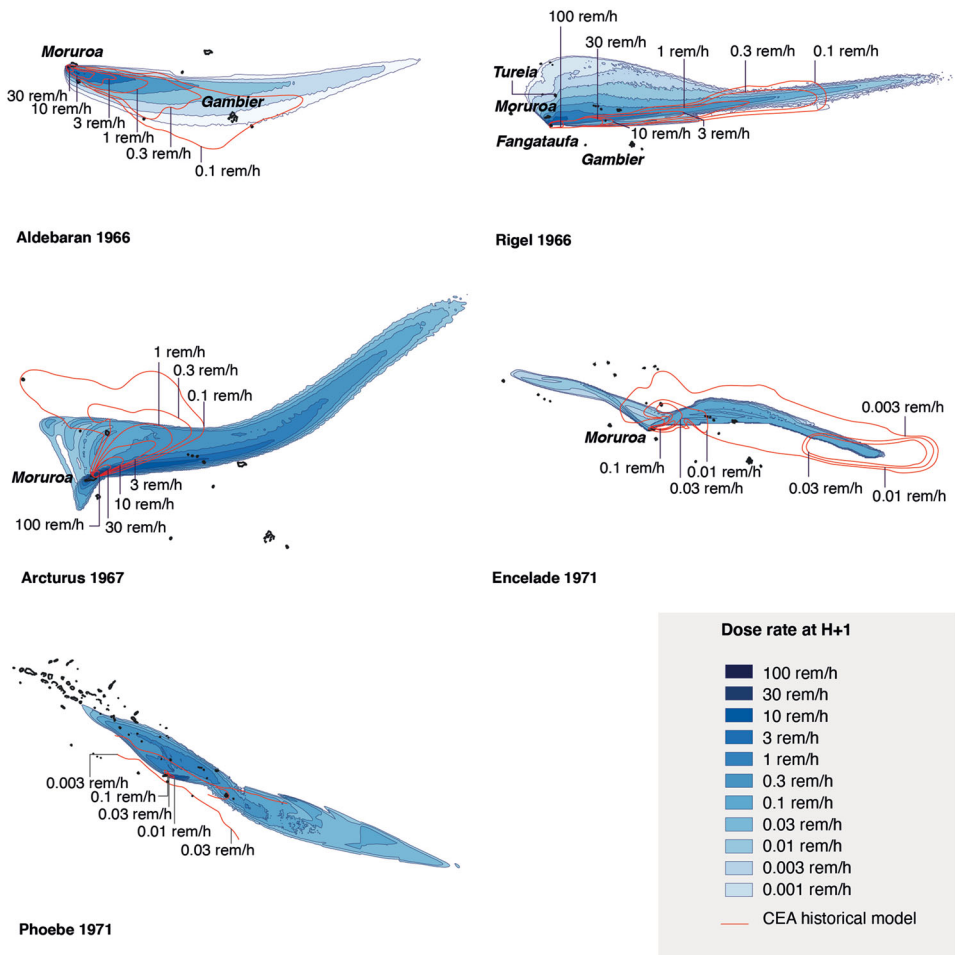 Moruroa
30 rem/h
10 rem/h
3 rem/h
1 rem/h
0.3 rem/h
0.1 rem/h
Gambier
Aldebaran 1966
100 rem/h
30 rem/h
1 rem/h
0.3 rem/h
0.1 rem/h
Tureia
Moruroa
Fangataufa
10 rem/h
3 rem/h
Gambier
Rigel 1966
1 rem/h
0.3 rem/h
0.1 rem/h
Moruroa
3 rem/h
10 rem/h
100 rem/h
30 rem/h
Arcturus 1967
0.003 rem/h
Moruroa
0.1 rem/h
0.01 rem/h
0.03 rem/h
0.03 rem/h
0.01 rem/h
Encelade 1971
0.003 rem/h
0.1 rem/h
0.03 rem/h
0.01 rem/h
0.03 rem/h
Phoebe 1971
Dose rate at H+1
100 rem/h
30 rem/h
10 rem/h
3 rem/h
1 rem/h
0.3 rem/h
0.1 rem/h
0.03 rem/h
0.01 rem/h
0.003 rem/h
0.001 rem/h
CEA historical model